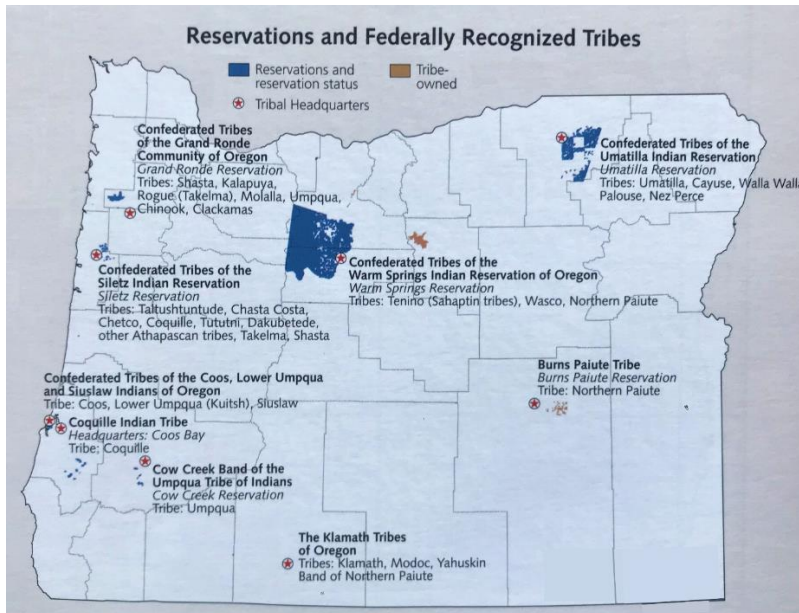 Reservations and Federally Recognized Tribes
Reservations and
reservation status
Tribe-
owned
Tribal Headquarters
Confederated Tribes
of the Grand Ronde
Community of Oregon
Grand Ronde Reservation
Tribes: Shasta, Kalapuya,
Rogue (Takelma), Molalla, Umpqua,
Chinook, Clackamas
Confederated Tribes of the
Umatilla Indian Reservation
Umatilla Reservation
Tribes: Umatilla, Cayuse, Walla Walla
Palouse, Nez Perce
Confederated Tribes of the
Siletz Indian Reservation
Siletz Reservation
Tribes: Taltushtuntude, Chasta Costa,
Chetco, Coquille, Tututni, Dakubetede,
other Athapascan tribes, Takelma, Shasta
Confederated Tribes of the
Warm Springs Indian Reservation of Oregon
Warm Springs Reservation
Tribes: Tenino (Sahaptin tribes), Wasco, Northern Paiute
Burns Paiute Tribe
Burns Paiute Reservation
Tribe: Northern Paiute
Confederated Tribes of the Coos, Lower Umpqua
and Siuslaw Indians of Oregon
Tribe: Coos, Lower Umpqua (Kuitsh), Siuslaw
Coquille Indian Tribe
Headquarters: Coos Bay
Tribe: Coquille
Cow Creek Band of the
Umpqua Tribe of Indians
Cow Creek Reservation
Tribe: Umpqua
The Klamath Tribes
of Oregon
Tribes: Klamath, Modoc, Yahuskin
Band of Northern Paiute